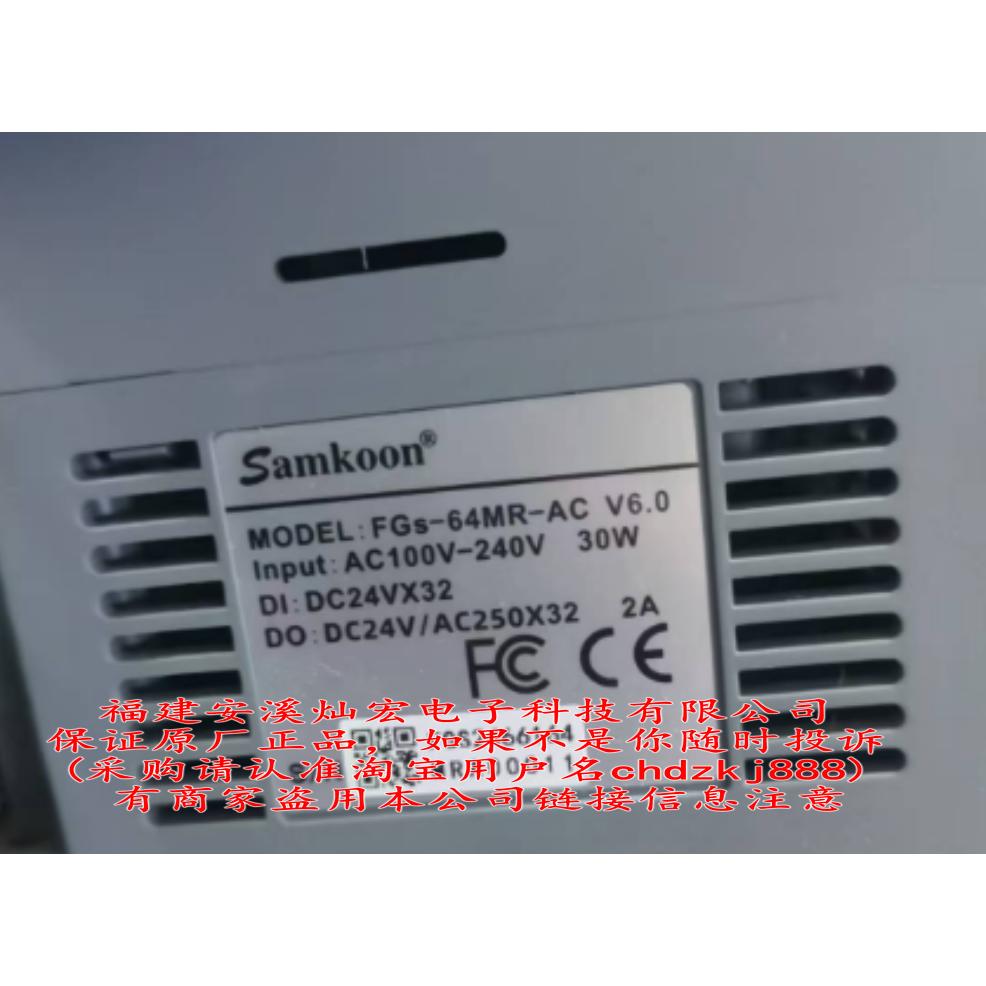 Samkoon®
MODEL:FGs-64MR-AC V6.0
Input:AC100V-240V 30W
DI:DC24VX32
DO:DC24V/AC250X32 2A
FC CE
福建安溪灿宏电子科技有限公司
保证原厂正品，如果不是你随时投诉
(采购请认准淘宝用户名chdzkj888)
有商家盗用本公司链接信息注意